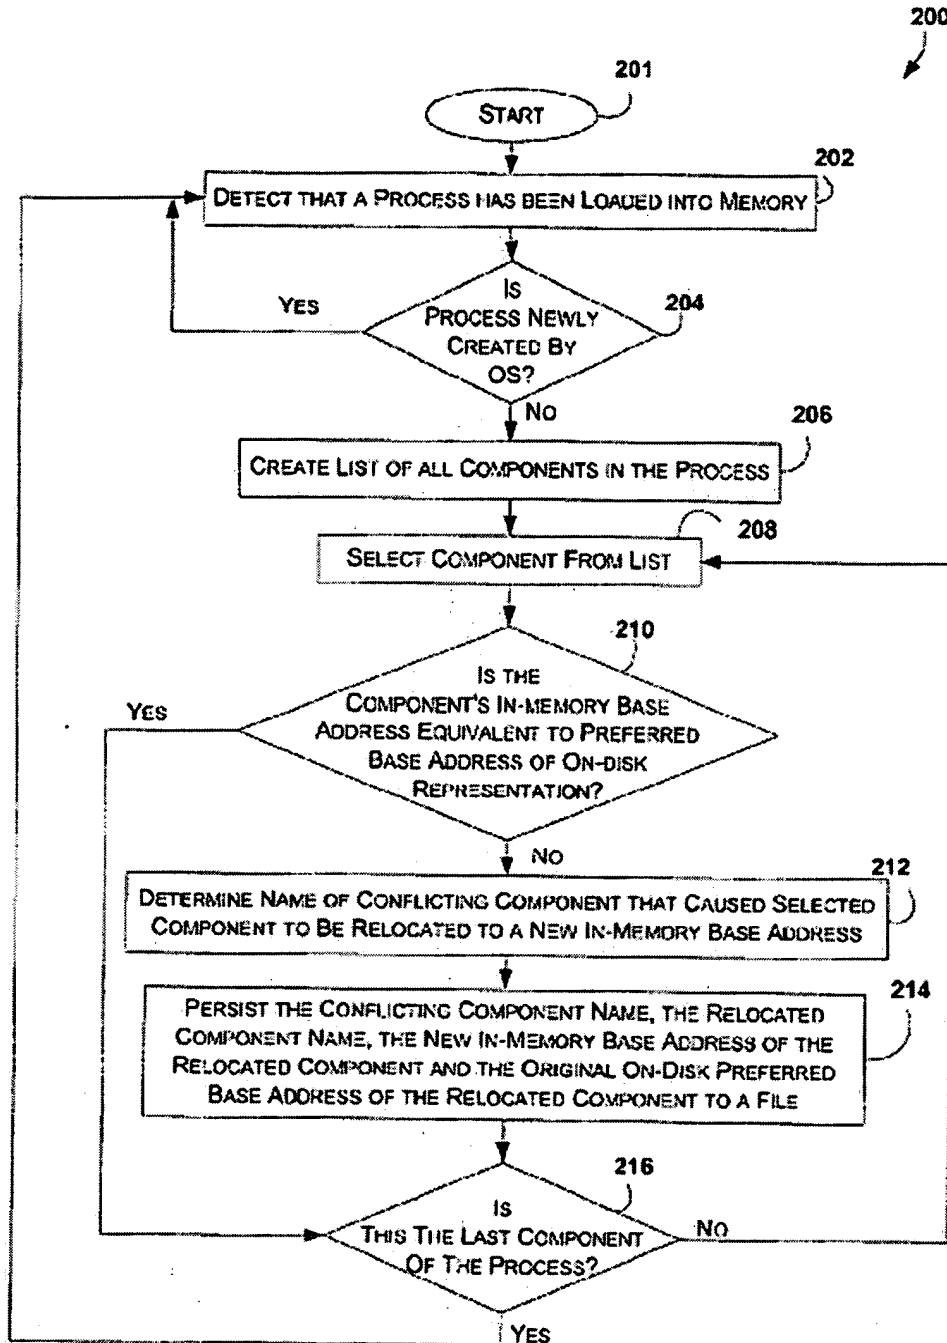 200
201
START
202
DETECT THAT A PROCESS HAS BEEN LOADED INTO MEMORY
YES
IS
PROCESS NEWLY
CREATED BY
OS?
204
NO
206
CREATE LIST OF ALL COMPONENTS IN THE PROCESS
208
SELECT COMPONENT FROM LIST
210
YES
IS THE
COMPONENT'S IN-MEMORY BASE
ADDRESS EQUIVALENT TO PREFERRED
BASE ADDRESS OF ON-DISK
REPRESENTATION?
NO
212
DETERMINE NAME OF CONFLICTING COMPONENT THAT CAUSED SELECTED
COMPONENT TO BE RELOCATED TO A NEW IN-MEMORY BASE ADDRESS
214
PERSIST THE CONFLICTING COMPONENT NAME, THE RELOCATED
COMPONENT NAME, THE NEW IN-MEMORY BASE ADDRESS OF THE
RELOCATED COMPONENT AND THE ORIGINAL ON-DISK PREFERRED
BASE ADDRESS OF THE RELOCATED COMPONENT TO A FILE
216
IS
THIS THE LAST COMPONENT
OF THE PROCESS?
NO
YES